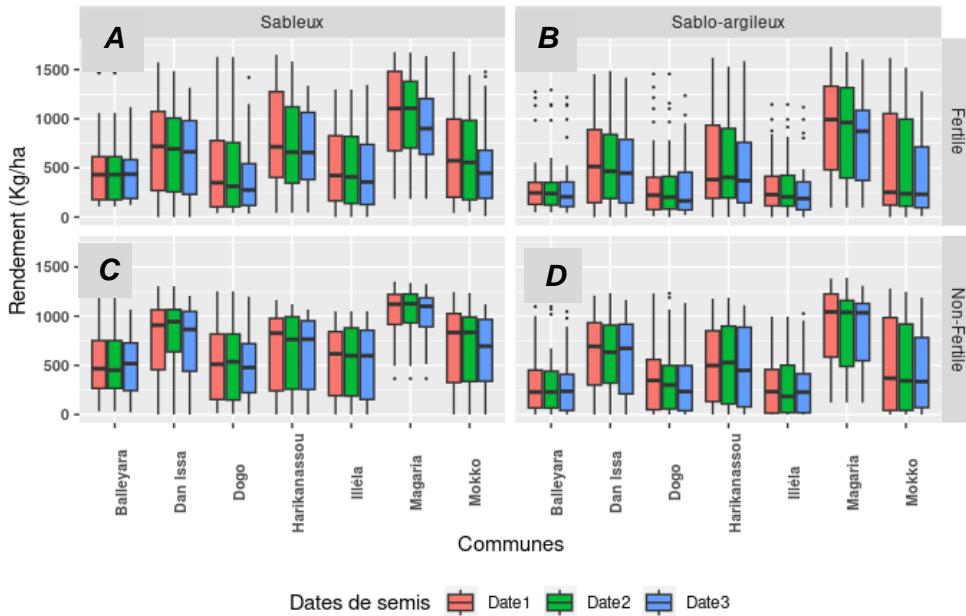 Sableux
Sablo-argileux
A
B
Fertile
1500
1000
500
0
C
D
Non-Fertile
1500
1000
500
0
Rendement (Kg/ha
Balleyara
Dan Issa
Dogo
Harikanassou
Illéla
Magaria
Mokko
Balleyara
Dan Issa
Dogo
Harikanassou
Illéla
Magaria
Mokko
Communes
Dates de semis Date1 Date2 Date3